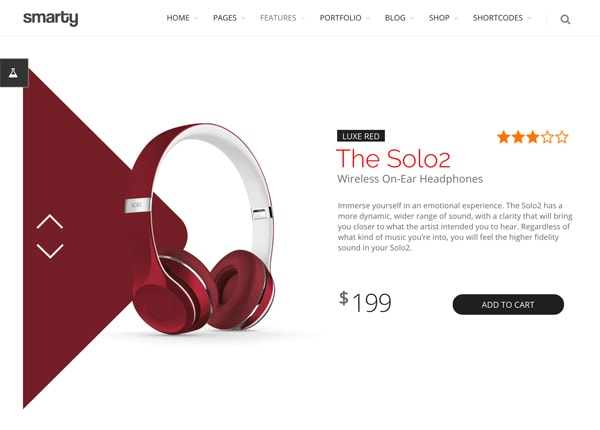 smarty
HOME PAGES FEATURES PORTFOLIO BLOG SHOP SHORTCODES
LUXE RED
The Solo2
Wireless On-Ear Headphones
Immerse yourself in an emotional experience. The Solo2 has a
more dynamic, wider range of sound, with a clarity that will bring
you closer to what the artist intended you to hear. Regardless of
what kind of music you're into, you will feel the higher fidelity
sound in your Solo2.
solo
$199
ADD TO CART